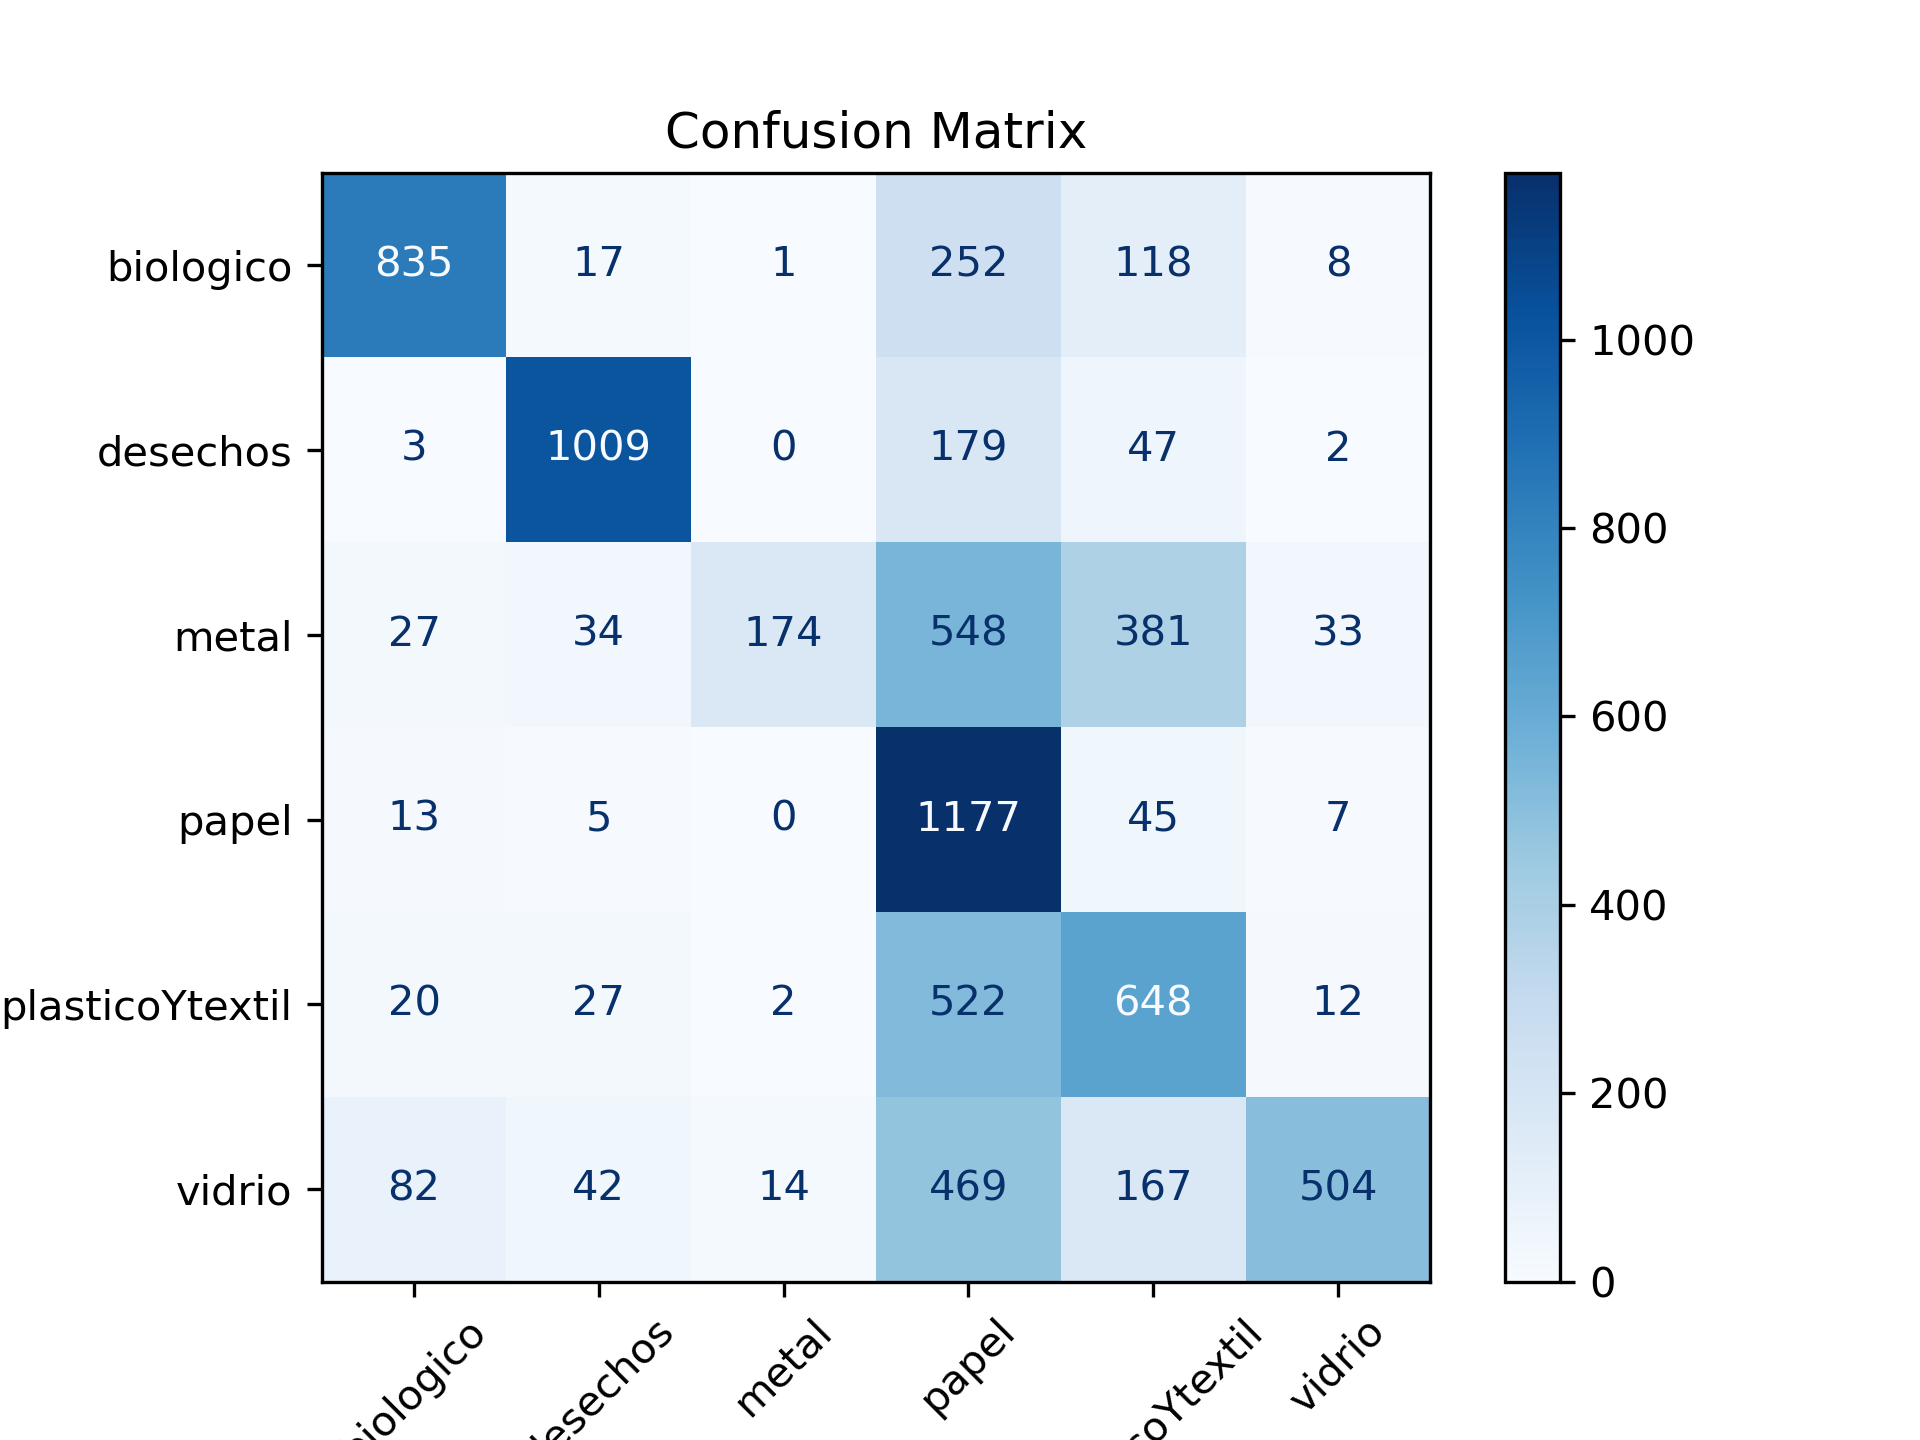 Confusion Matrix
biologico 835 17 1 252 118 8
desechos 3 1009 0 179 47 2
metal 27 34 174 548 381 33
papel 13 5 0 1177 45 7
plasticoYtextil 20 27 2 522 648 12
vidrio 82 42 14 469 167 504
metal papel vidrio
1000
800
600
400
200
0